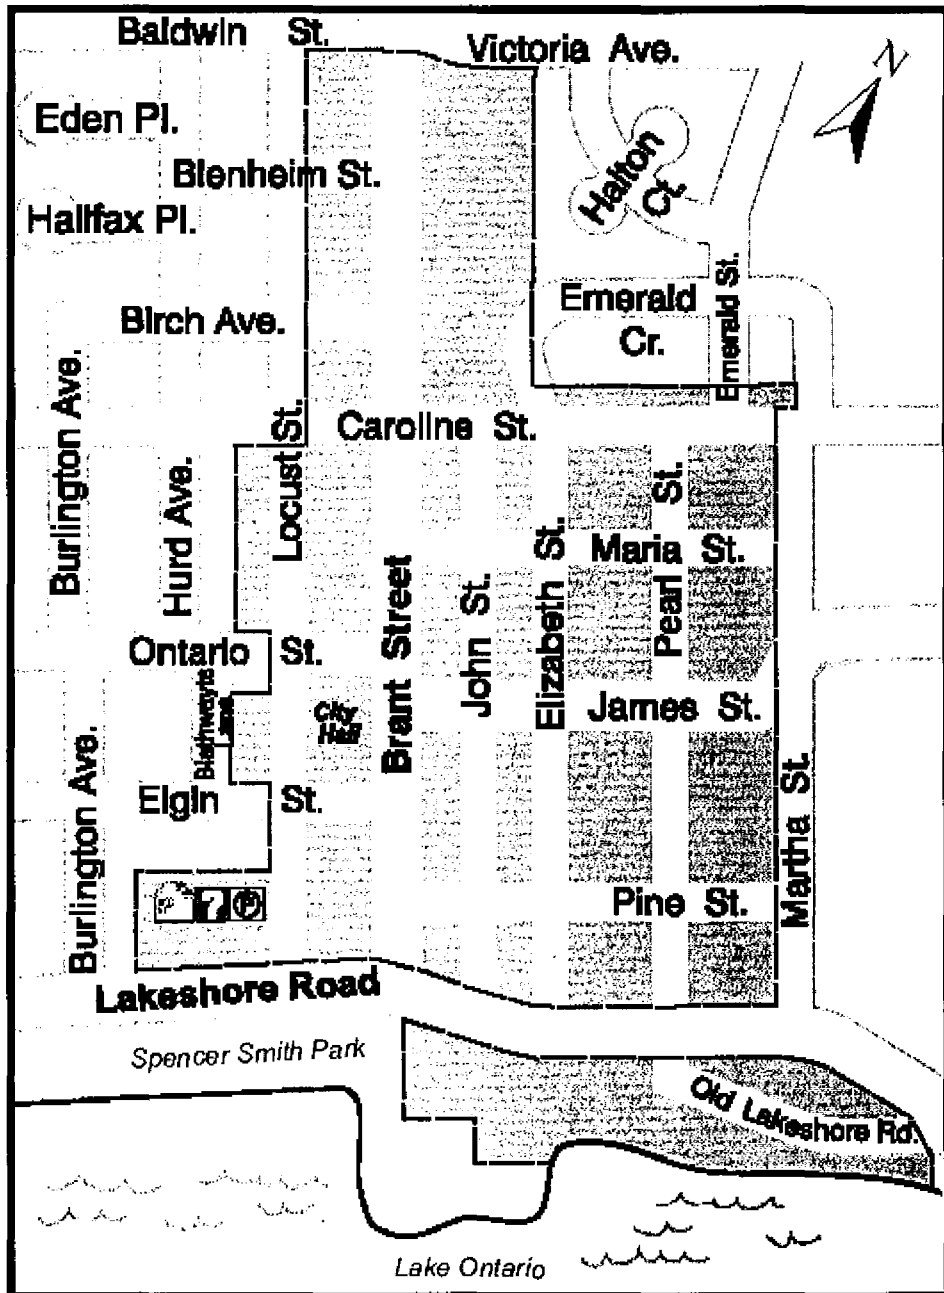 Baldwin St.
Victoria Ave.
N
Eden Pl.
Blenheim St.
Halton
Ct.
Halifax Pl.
Emerald
Cr.
Emerald St.
Birch Ave.
Burlington Ave.
Locust St.
Caroline St.
Hurd Ave.
Pearl St.
Maria St.
Elizabeth St.
Brant Street
John St.
Ontario St.
Blathwayte
Lane
City
Hall
James St.
Burlington Ave.
Elgin St.
Martha St.
?
P
Pine St.
Lakeshore Road
Spencer Smith Park
Old Lakeshore Rd.
Lake Ontario